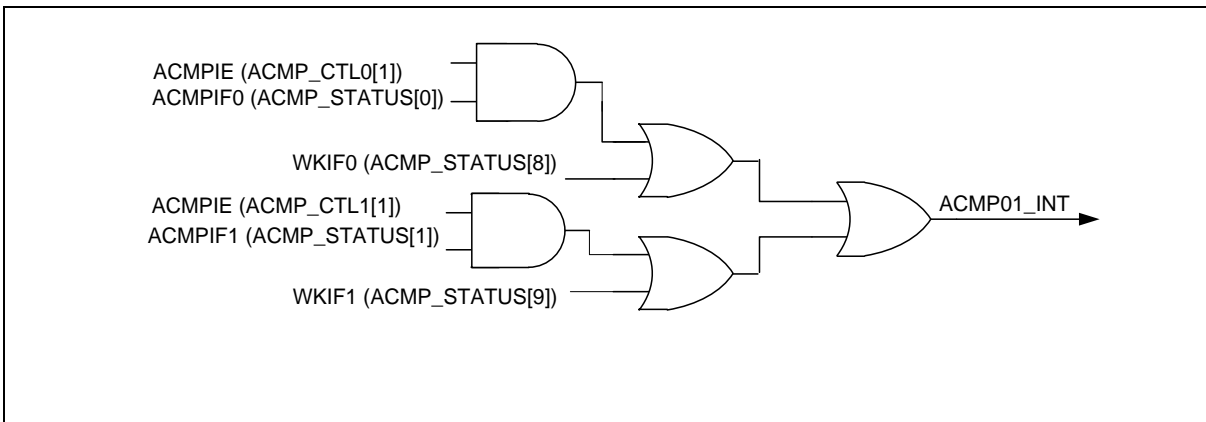 ACMPIE (ACMP_CTL0[1])
ACMPIF0 (ACMP_STATUS[0])
WKIF0 (ACMP_STATUS[8])
ACMPIE (ACMP_CTL1[1])
ACMPIF1 (ACMP_STATUS[1])
WKIF1 (ACMP_STATUS[9])
ACMP01_INT